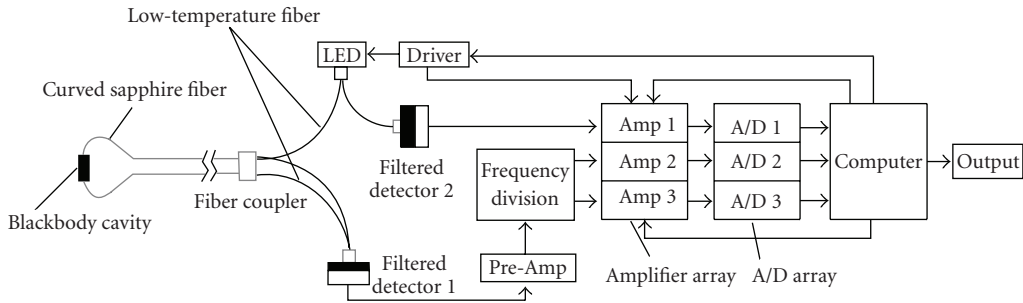 Low-temperature fiber
LED
Driver
Curved sapphire fiber
Amp 1
A/D 1
Filtered
detector 2
Frequency
division
Amp 2
A/D 2
Computer
Output
Fiber coupler
Amp 3
A/D 3
Blackbody cavity
Filtered
detector 1
Pre-Amp
Amplifier array
A/D array